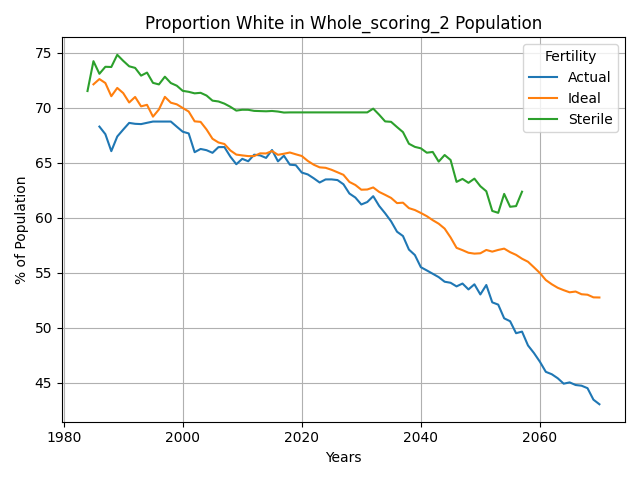 Proportion White in Whole_scoring_2 Population
% of Population
75
70
65
60
55
50
45
Fertility
Actual
Ideal
Sterile
1980
2000
2020
2040
2060
Years